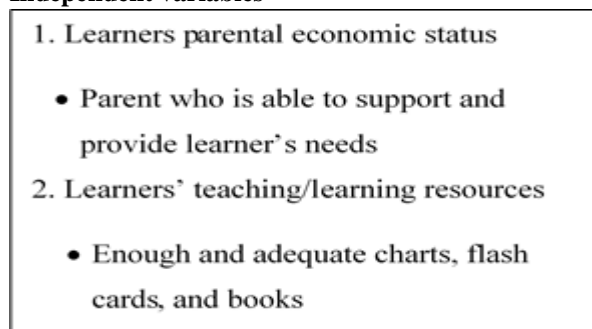 Independent variables
1. Learners parental economic status
• Parent who is able to support and
provide learner's needs
2. Learners' teaching/learning resources
• Enough and adequate charts, flash
cards, and books